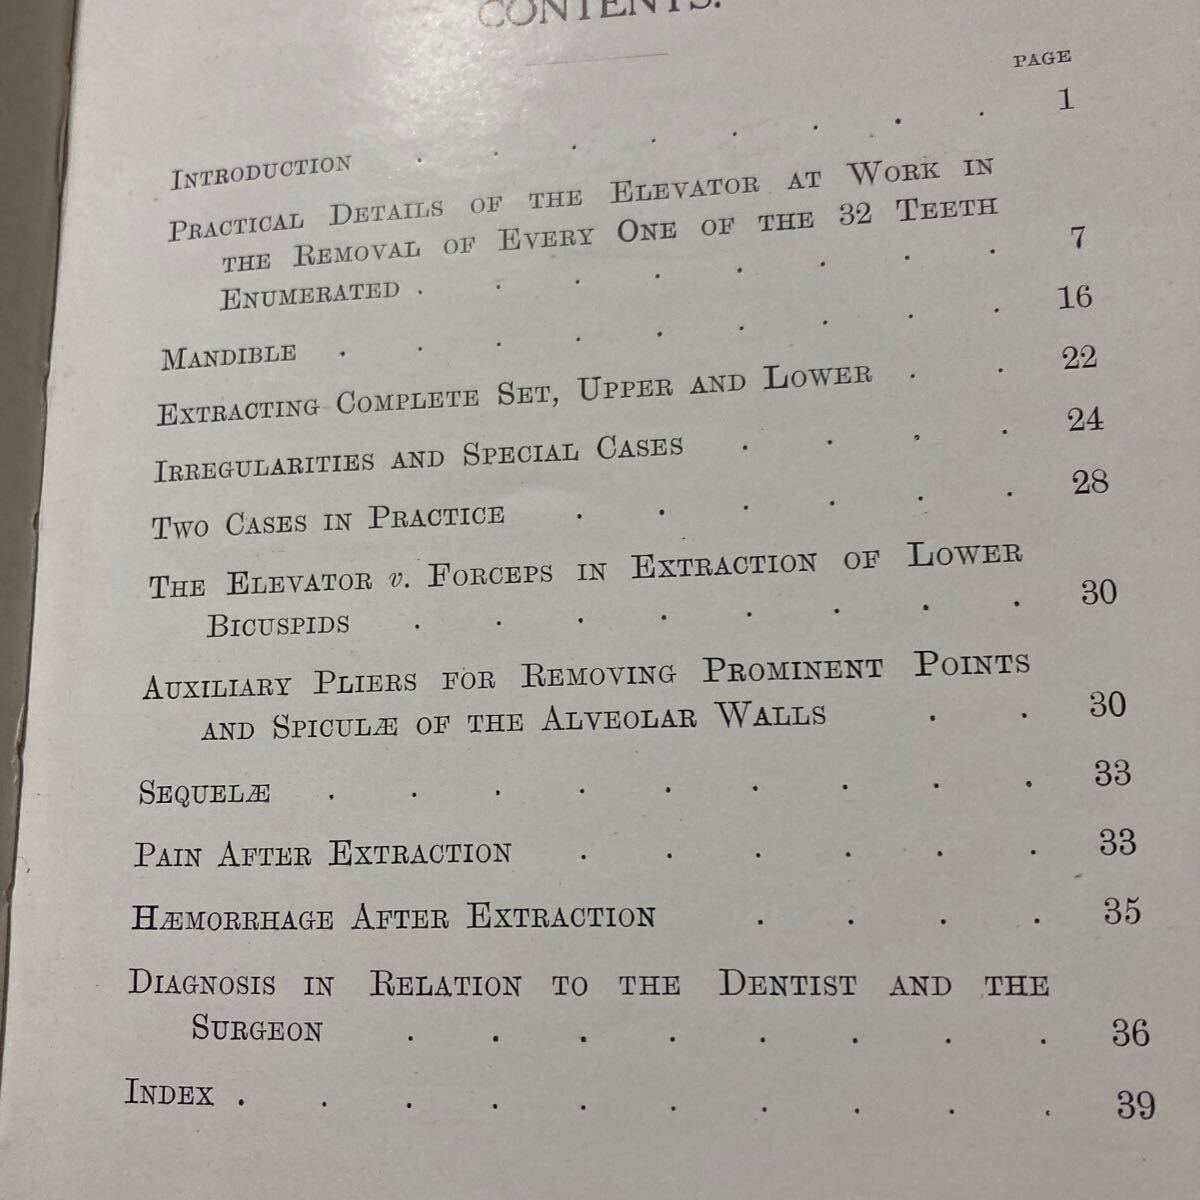 CONTENTS.
PAGE
INTRODUCTION . . . . . . . . 1
PRACTICAL DETAILS OF THE ELEVATOR AT WORK IN
THE REMOVAL OF EVERY ONE OF THE 32 TEETH
ENUMERATED . . . . . . . . 7
MANDIBLE . . . . . . . . . 16
EXTRACTING COMPLETE SET, UPPER AND LOWER . . 22
IRREGULARITIES AND SPECIAL CASES . . . . 24
TWO CASES IN PRACTICE . . . . . . 28
THE ELEVATOR v. FORCEPS IN EXTRACTION OF LOWER
BICUSPIDS . . . . . . . . 30
AUXILIARY PLIERS FOR REMOVING PROMINENT POINTS
AND SPICULÆ OF THE ALVEOLAR WALLS . . 30
SEQUELÆ . . . . . . . . . 33
PAIN AFTER EXTRACTION . . . . . . 33
HÆMORRHAGE AFTER EXTRACTION . . . . 35
DIAGNOSIS IN RELATION TO THE DENTIST AND THE
SURGEON . . . . . . . . 36
INDEX . . . . . . . . . . 39